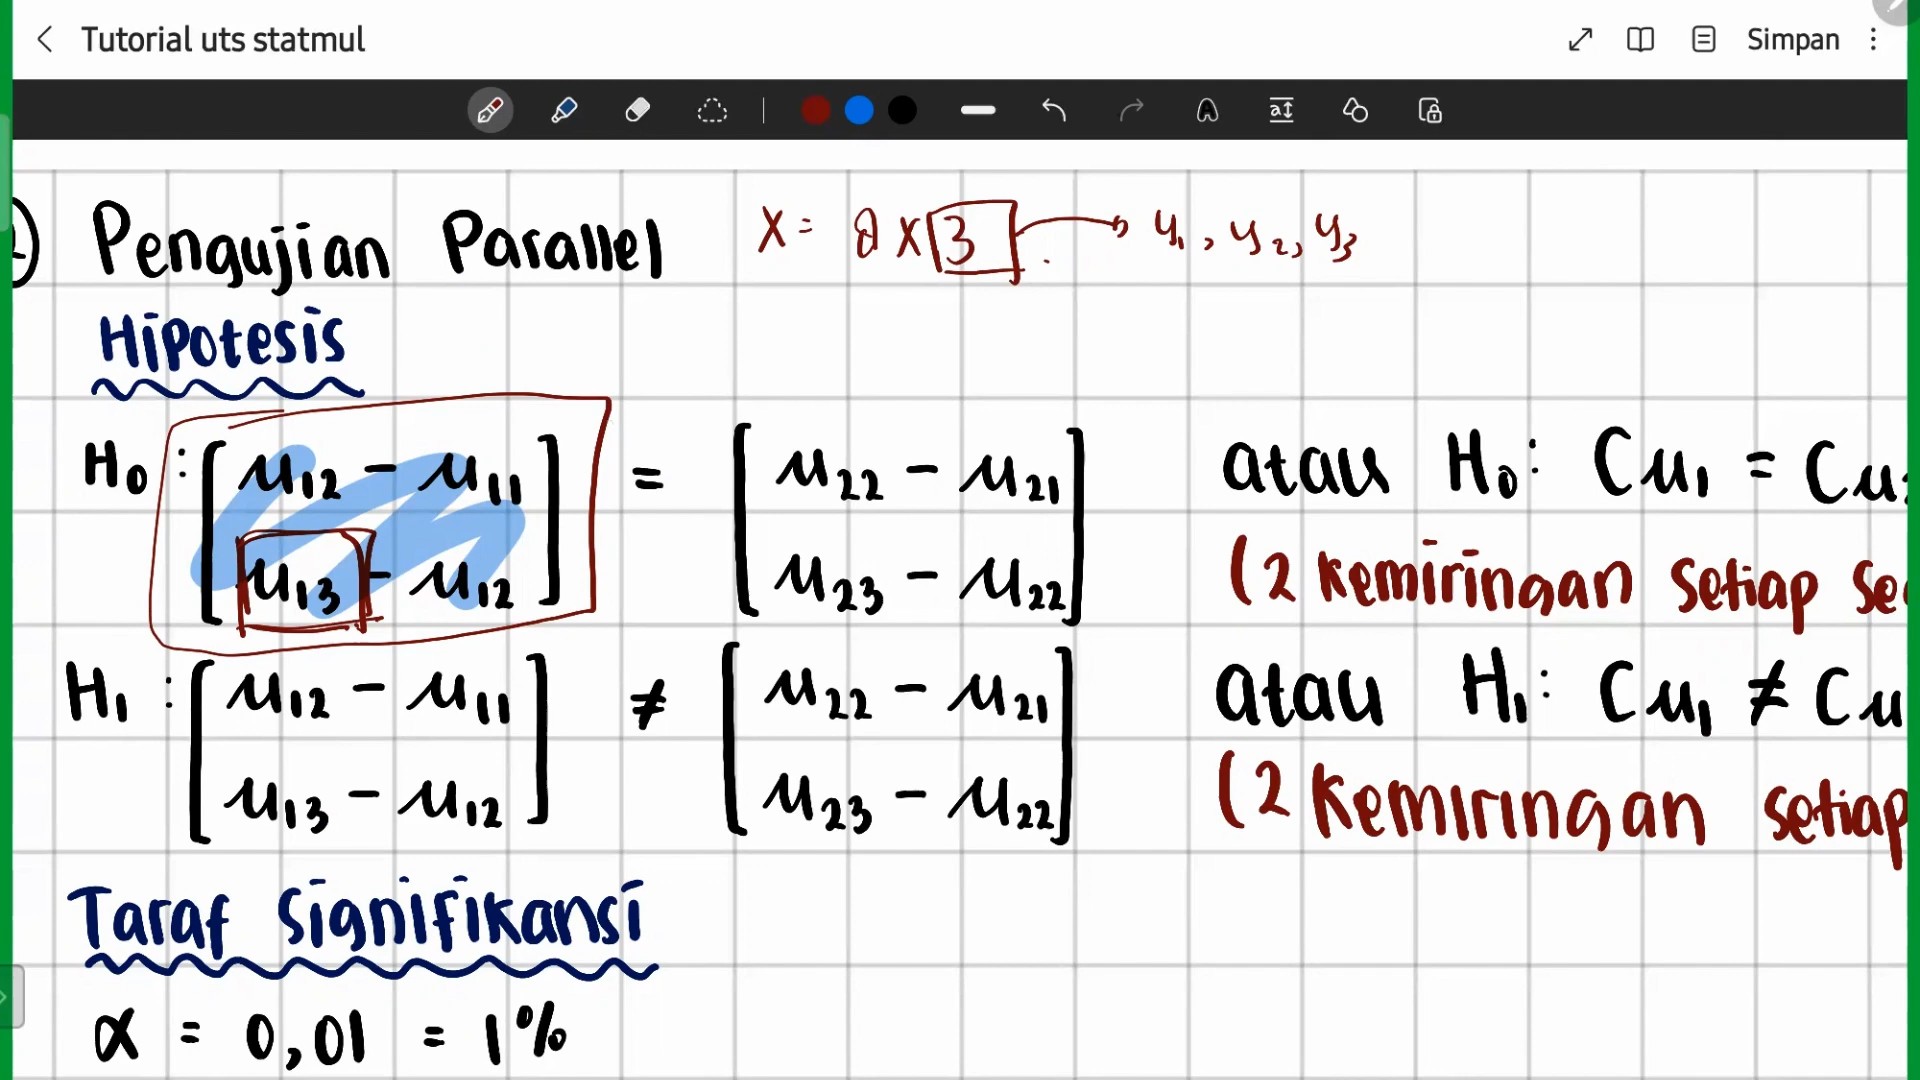 Tutorial uts statmul
Simpan
Pengujian Parallel
X = 8 x 3 → y₁, y₂, y₃
Hipotesis
H₀ : [ μ₁₂ - μ₁₁ ] = [ μ₂₂ - μ₂₁ ] atau H₀ : Cμ₁ = Cμ
[ μ₁₃ - μ₁₂ ] [ μ₂₃ - μ₂₂ ] (2 kemiringan setiap se
H₁ : [ μ₁₂ - μ₁₁ ] ≠ [ μ₂₂ - μ₂₁ ] atau H₁ : Cμ₁ ≠ Cμ
[ μ₁₃ - μ₁₂ ] [ μ₂₃ - μ₂₂ ] (2 kemiringan setiap
Taraf Signifikansi
α = 0,01 = 1%